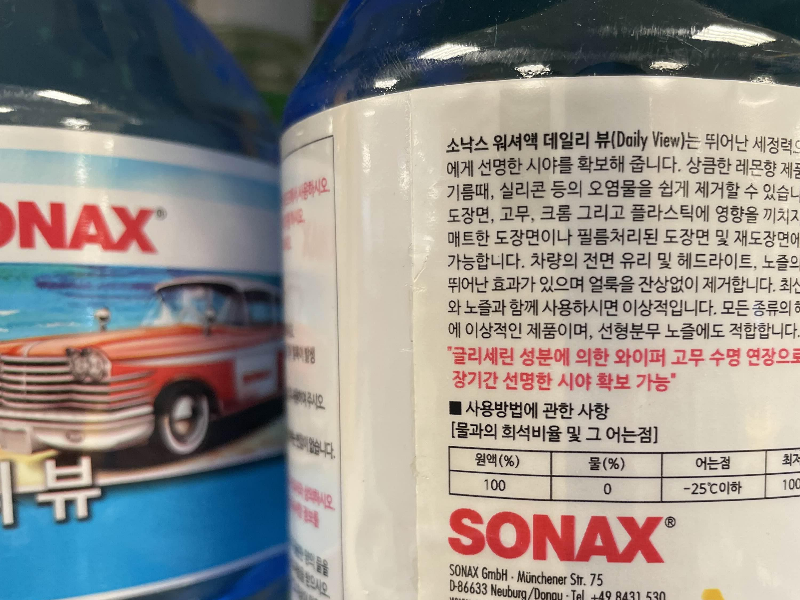 SONAX®
뷰
소낙스 워셔액 데일리 뷰(Daily View)는 뛰어난 세정력으
에게 선명한 시야를 확보해 줍니다. 상큼한 레몬향 제품
기름때, 실리콘 등의 오염물을 쉽게 제거할 수 있습니
도장면, 고무, 크롬 그리고 플라스틱에 영향을 끼치지
매트한 도장면이나 필름처리된 도장면 및 재도장면에
가능합니다. 차량의 전면 유리 및 헤드라이트, 노즐의
뛰어난 효과가 있으며 얼룩을 잔상없이 제거합니다. 최신
와 노즐과 함께 사용하시면 이상적입니다. 모든 종류의
에 이상적인 제품이며, 선형분무 노즐에도 적합합니다.
"글리세린 성분에 의한 와이퍼 고무 수명 연장으로
장기간 선명한 시야 확보 가능"
■ 사용방법에 관한 사항
[물과의 희석비율 및 그 어는점]
원액(%) 물(%) 어는점 최저
100 0 -25℃이하 100
SONAX®
SONAX GmbH · Münchener Str. 75
D-86633 Neuburg/Donau · Tel. +49 8431 530